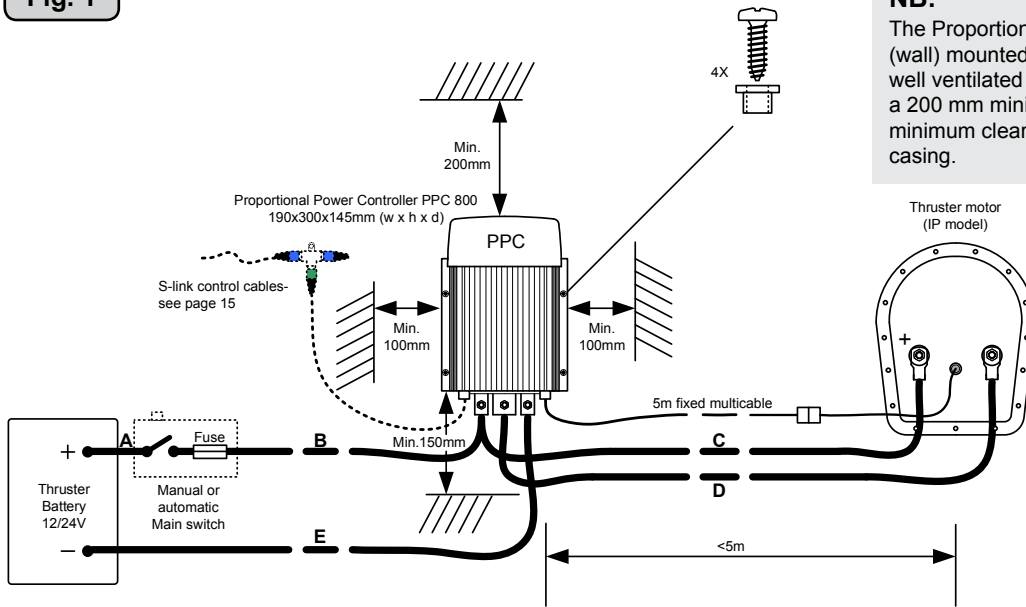 Fig. 1
NB:
The Proportion
(wall) mounted
well ventilated
a 200 mm mini
minimum clear
casing.
4X
Min.
200mm
Proportional Power Controller PPC 800
190x300x145mm (w x h x d)
PPC
Thruster motor
(IP model)
S-link control cables-
see page 15
Min.
100mm
Min.
100mm
+
5m fixed multicable
+
A
Fuse
B
Min.150mm
C
D
Thruster
Battery
12/24V
Manual or
automatic
Main switch
E
−
<5m